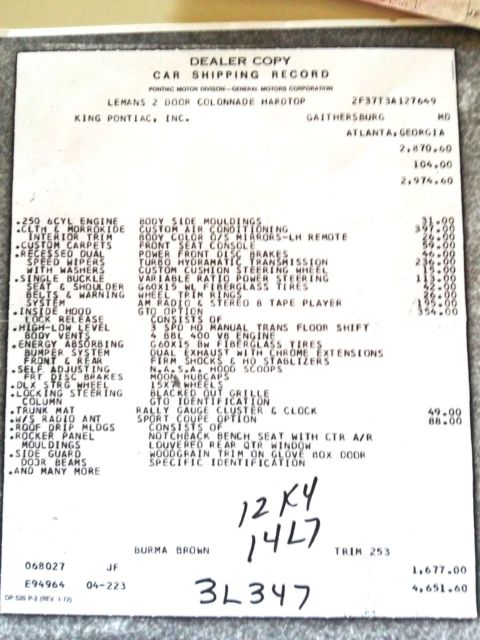 DEALER COPY
CAR SHIPPING RECORD
PONTIAC MOTOR DIVISION—GENERAL MOTORS CORPORATION
LEMANS 2 DOOR COLONNADE HARDTOP 2F37T3A127649
KING PONTIAC, INC. GAITHERSBURG MD
ATLANTA,GEORGIA
2,870.60
104.00
2,974.60
.250 6CYL ENGINE BODY SIDE MOULDINGS 31.00
.CLTH & MORROKIDE CUSTOM AIR CONDITIONING 397.00
INTERIOR TRIM BODY COLOR O/S MIRRORS-LH REMOTE 26.00
.CUSTOM CARPETS FRONT SEAT CONSOLE 59.00
.RECESSED DUAL POWER FRONT DISC BRAKES 46.00
SPEED WIPERS TURBO HYDRAMATIC TRANSMISSION 236.00
WITH WASHERS CUSTOM CUSHION STEERING WHEEL 15.00
.SINGLE BUCKLE VARIABLE RATIO POWER STEERING 113.00
SEAT & SHOULDER G60X15 WL FIBERGLASS TIRES 42.00
BELTS & WARNING WHEEL TRIM RINGS 26.00
SYSTEM AM RADIO & STEREO 8 TAPE PLAYER 195.00
.INSIDE HOOD GTO OPTION 354.00
LOCK RELEASE CONSISTS OF
.HIGH-LOW LEVEL 3 SPD HD MANUAL TRANS FLOOR SHIFT
BODY VENTS 4 BBL 400 V8 ENGINE
.ENERGY ABSORBING G60X15 BW FIBERGLASS TIRES
BUMPER SYSTEM DUAL EXHAUST WITH CHROME EXTENSIONS
FRONT & REAR FIRM SHOCKS & HD STABLIZERS
.SELF ADJUSTING N.A.S.A. HOOD SCOOPS
FRT DISC BRAKES MOON HUBCAPS
.DLX STRG WHEEL 15X7 WHEELS
.LOCKING STEERING BLACKED OUT GRILLE
COLUMN GTO IDENTIFICATION
.TRUNK MAT RALLY GAUGE CLUSTER & CLOCK 49.00
.W/S RADIO ANT SPORT COUPE OPTION 88.00
.ROOF DRIP MLDGS CONSISTS OF
.ROCKER PANEL NOTCHBACK BENCH SEAT WITH CTR A/R
MOULDINGS LOUVERED REAR QTR WINDOW
.SIDE GUARD WOODGRAIN TRIM ON GLOVE BOX DOOR
DOOR BEAMS SPECIFIC IDENTIFICATION
.AND MANY MORE
12K4
14L7
BURMA BROWN TRIM 253
068027 JF 1,677.00
E94964 04-223 4,651.60
3L347
DP 520 P-2 (REV. 1-72)